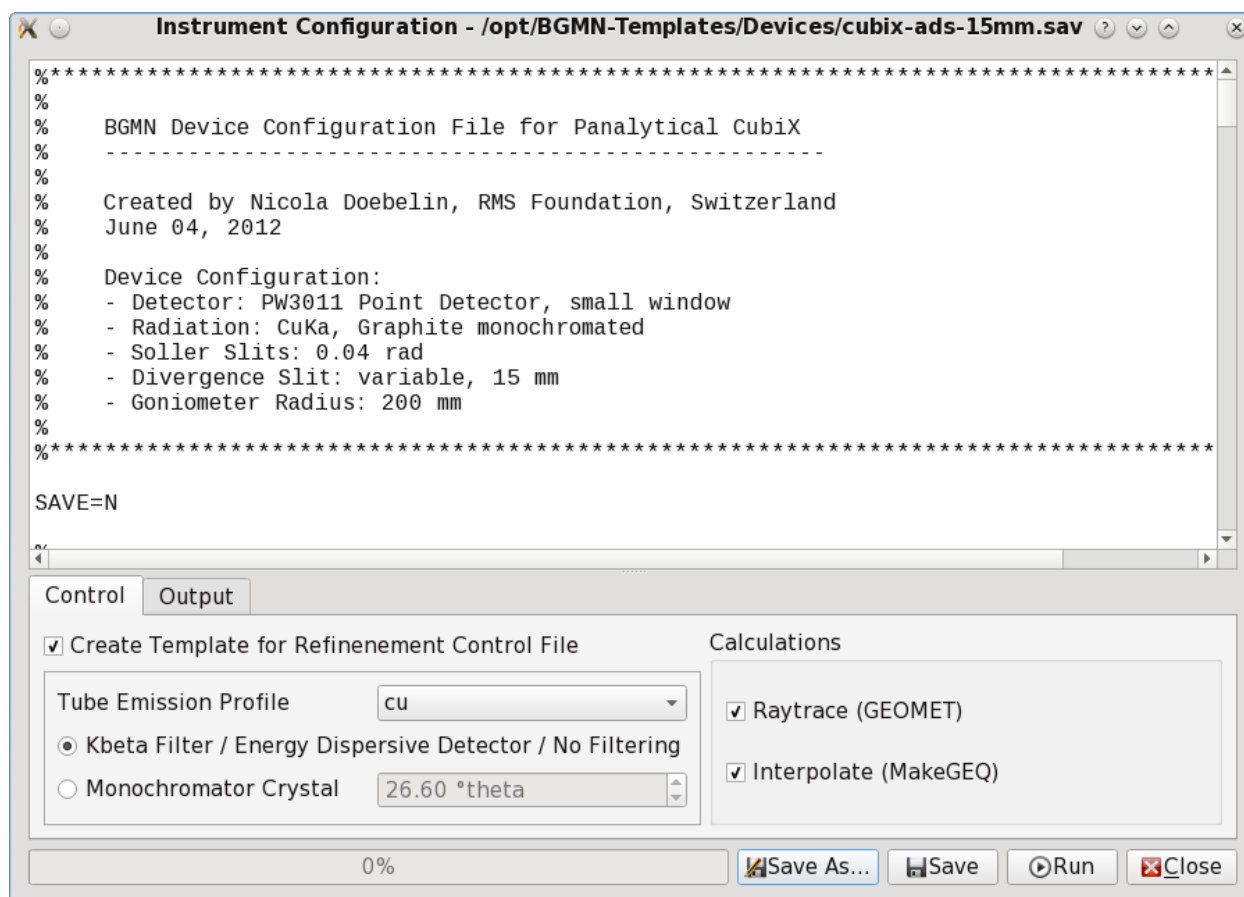 Instrument Configuration - /opt/BGMN-Templates/Devices/cubix-ads-15mm.sav
%************************************************************************************
%
% BGMN Device Configuration File for Panalytical CubiX
% ----------------------------------------------------
%
% Created by Nicola Doebelin, RMS Foundation, Switzerland
% June 04, 2012
%
% Device Configuration:
% - Detector: PW3011 Point Detector, small window
% - Radiation: CuKa, Graphite monochromated
% - Soller Slits: 0.04 rad
% - Divergence Slit: variable, 15 mm
% - Goniometer Radius: 200 mm
%
%************************************************************************************
SAVE=N
%
Control Output
Create Template for Refinenement Control File
Calculations
Tube Emission Profile cu
Raytrace (GEOMET)
Kbeta Filter / Energy Dispersive Detector / No Filtering
Interpolate (MakeGEQ)
Monochromator Crystal 26.60 °theta
0% Save As... Save Run Close